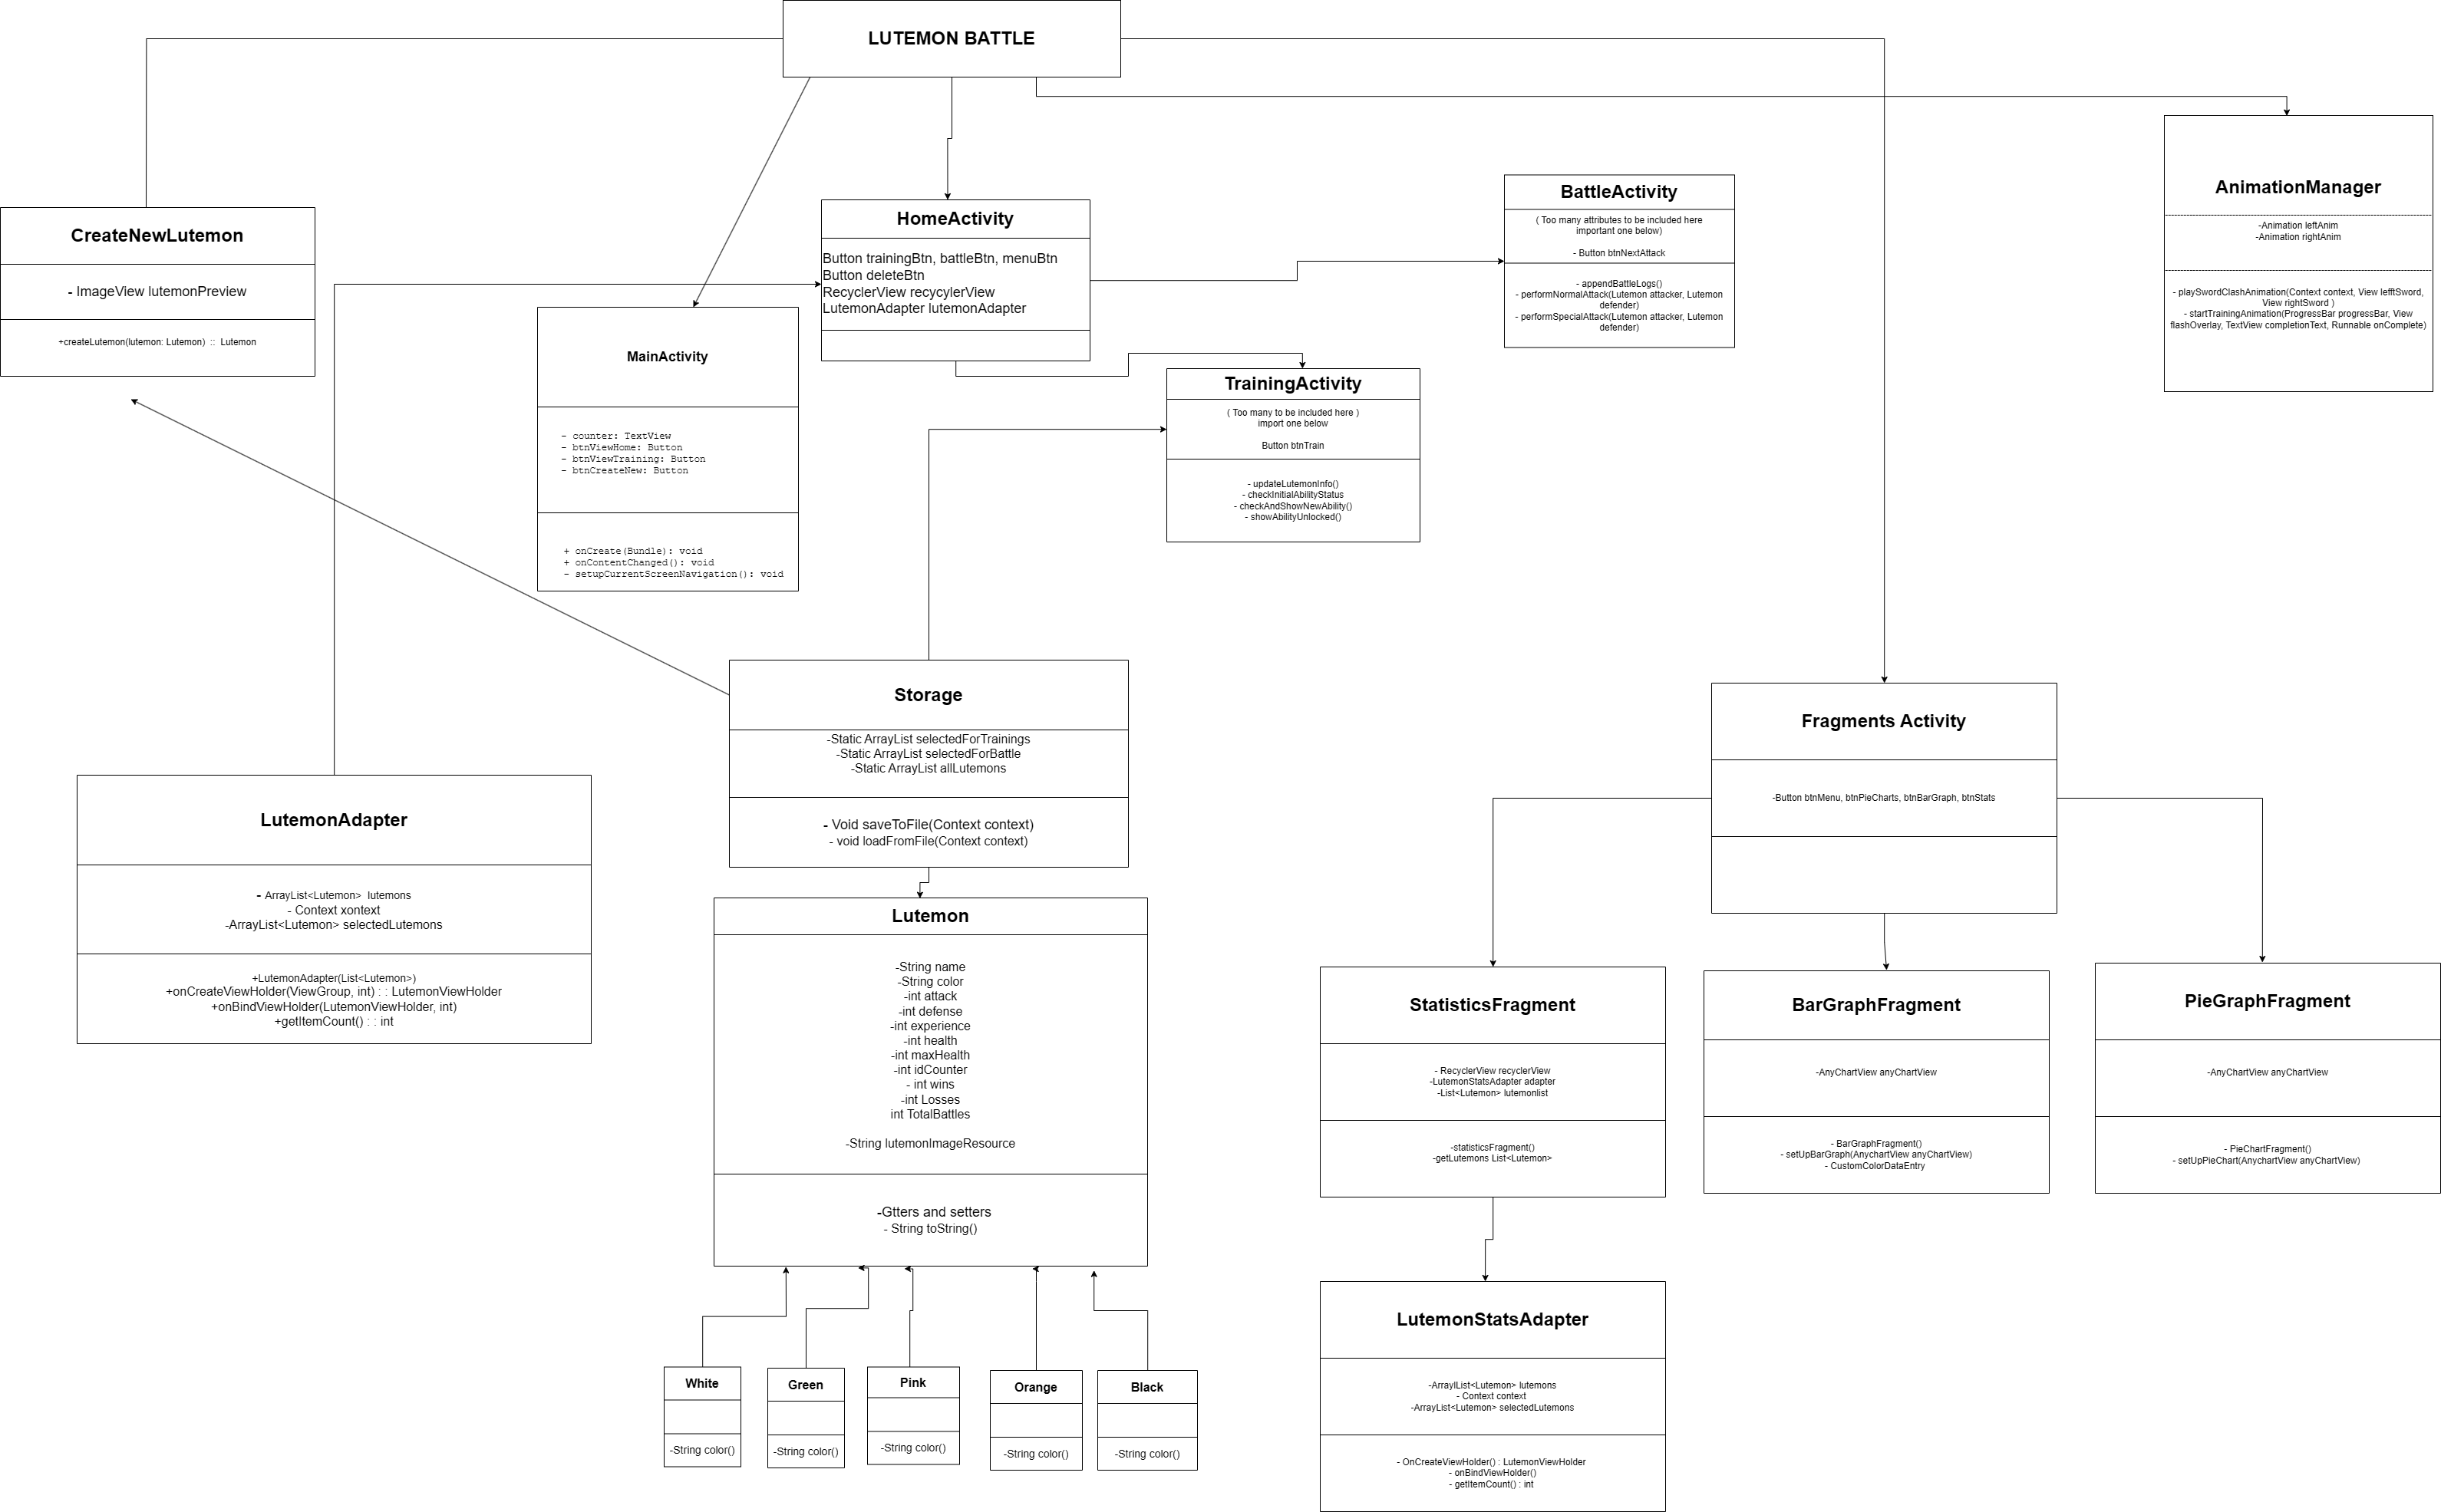 LUTEMON BATTLE
CreateNewLutemon
- ImageView lutemonPreview
+createLutemon(lutemon: Lutemon)  ::  Lutemon
MainActivity
- counter: TextView
- btnViewHome: Button
- btnViewTraining: Button
- btnCreateNew: Button
+ onCreate(Bundle): void
+ onContentChanged(): void
- setupCurrentScreenNavigation(): void
HomeActivity
Button trainingBtn, battleBtn, menuBtn
Button deleteBtn
RecyclerView recycylerView
LutemonAdapter lutemonAdapter
BattleActivity
( Too many attributes to be included here
important one below)
- Button btnNextAttack
- appendBattleLogs()
- performNormalAttack(Lutemon attacker, Lutemon
defender)
- performSpecialAttack(Lutemon attacker, Lutemon
defender)
TrainingActivity
( Too many to be included here )
import one below
Button btnTrain
- updateLutemonInfo()
- checkInitialAbilityStatus
- checkAndShowNewAbility()
- showAbilityUnlocked()
AnimationManager
-Animation leftAnim
-Animation rightAnim
- playSwordClashAnimation(Context context, View lefftSword,
View rightSword )
- startTrainingAnimation(ProgressBar progressBar, View
flashOverlay, TextView completionText, Runnable onComplete)
Storage
-Static ArrayList selectedForTrainings
-Static ArrayList selectedForBattle
-Static ArrayList allLutemons
- Void saveToFile(Context context)
- void loadFromFile(Context context)
LutemonAdapter
- ArrayList<Lutemon>  lutemons
- Context xontext
-ArrayList<Lutemon> selectedLutemons
+LutemonAdapter(List<Lutemon>)
+onCreateViewHolder(ViewGroup, int) : : LutemonViewHolder
+onBindViewHolder(LutemonViewHolder, int)
+getItemCount() : : int
Lutemon
-String name
-String color
-int attack
-int defense
-int experience
-int health
-int maxHealth
-int idCounter
- int wins
-int Losses
int TotalBattles
-String lutemonImageResource
-Gtters and setters
- String toString()
White
-String color()
Green
-String color()
Pink
-String color()
Orange
-String color()
Black
-String color()
Fragments Activity
-Button btnMenu, btnPieCharts, btnBarGraph, btnStats
StatisticsFragment
- RecyclerView recyclerView
-LutemonStatsAdapter adapter
-List<Lutemon> lutemonlist
-statisticsFragment()
-getLutemons List<Lutemon>
BarGraphFragment
-AnyChartView anyChartView
- BarGraphFragment()
- setUpBarGraph(AnychartView anyChartView)
- CustomColorDataEntry
PieGraphFragment
-AnyChartView anyChartView
- PieChartFragment()
- setUpPieChart(AnychartView anyChartView)
LutemonStatsAdapter
-ArraylList<Lutemon> lutemons
- Context context
-ArrayList<Lutemon> selectedLutemons
- OnCreateViewHolder() : LutemonViewHolder
- onBindViewHolder()
- getItemCount() : int